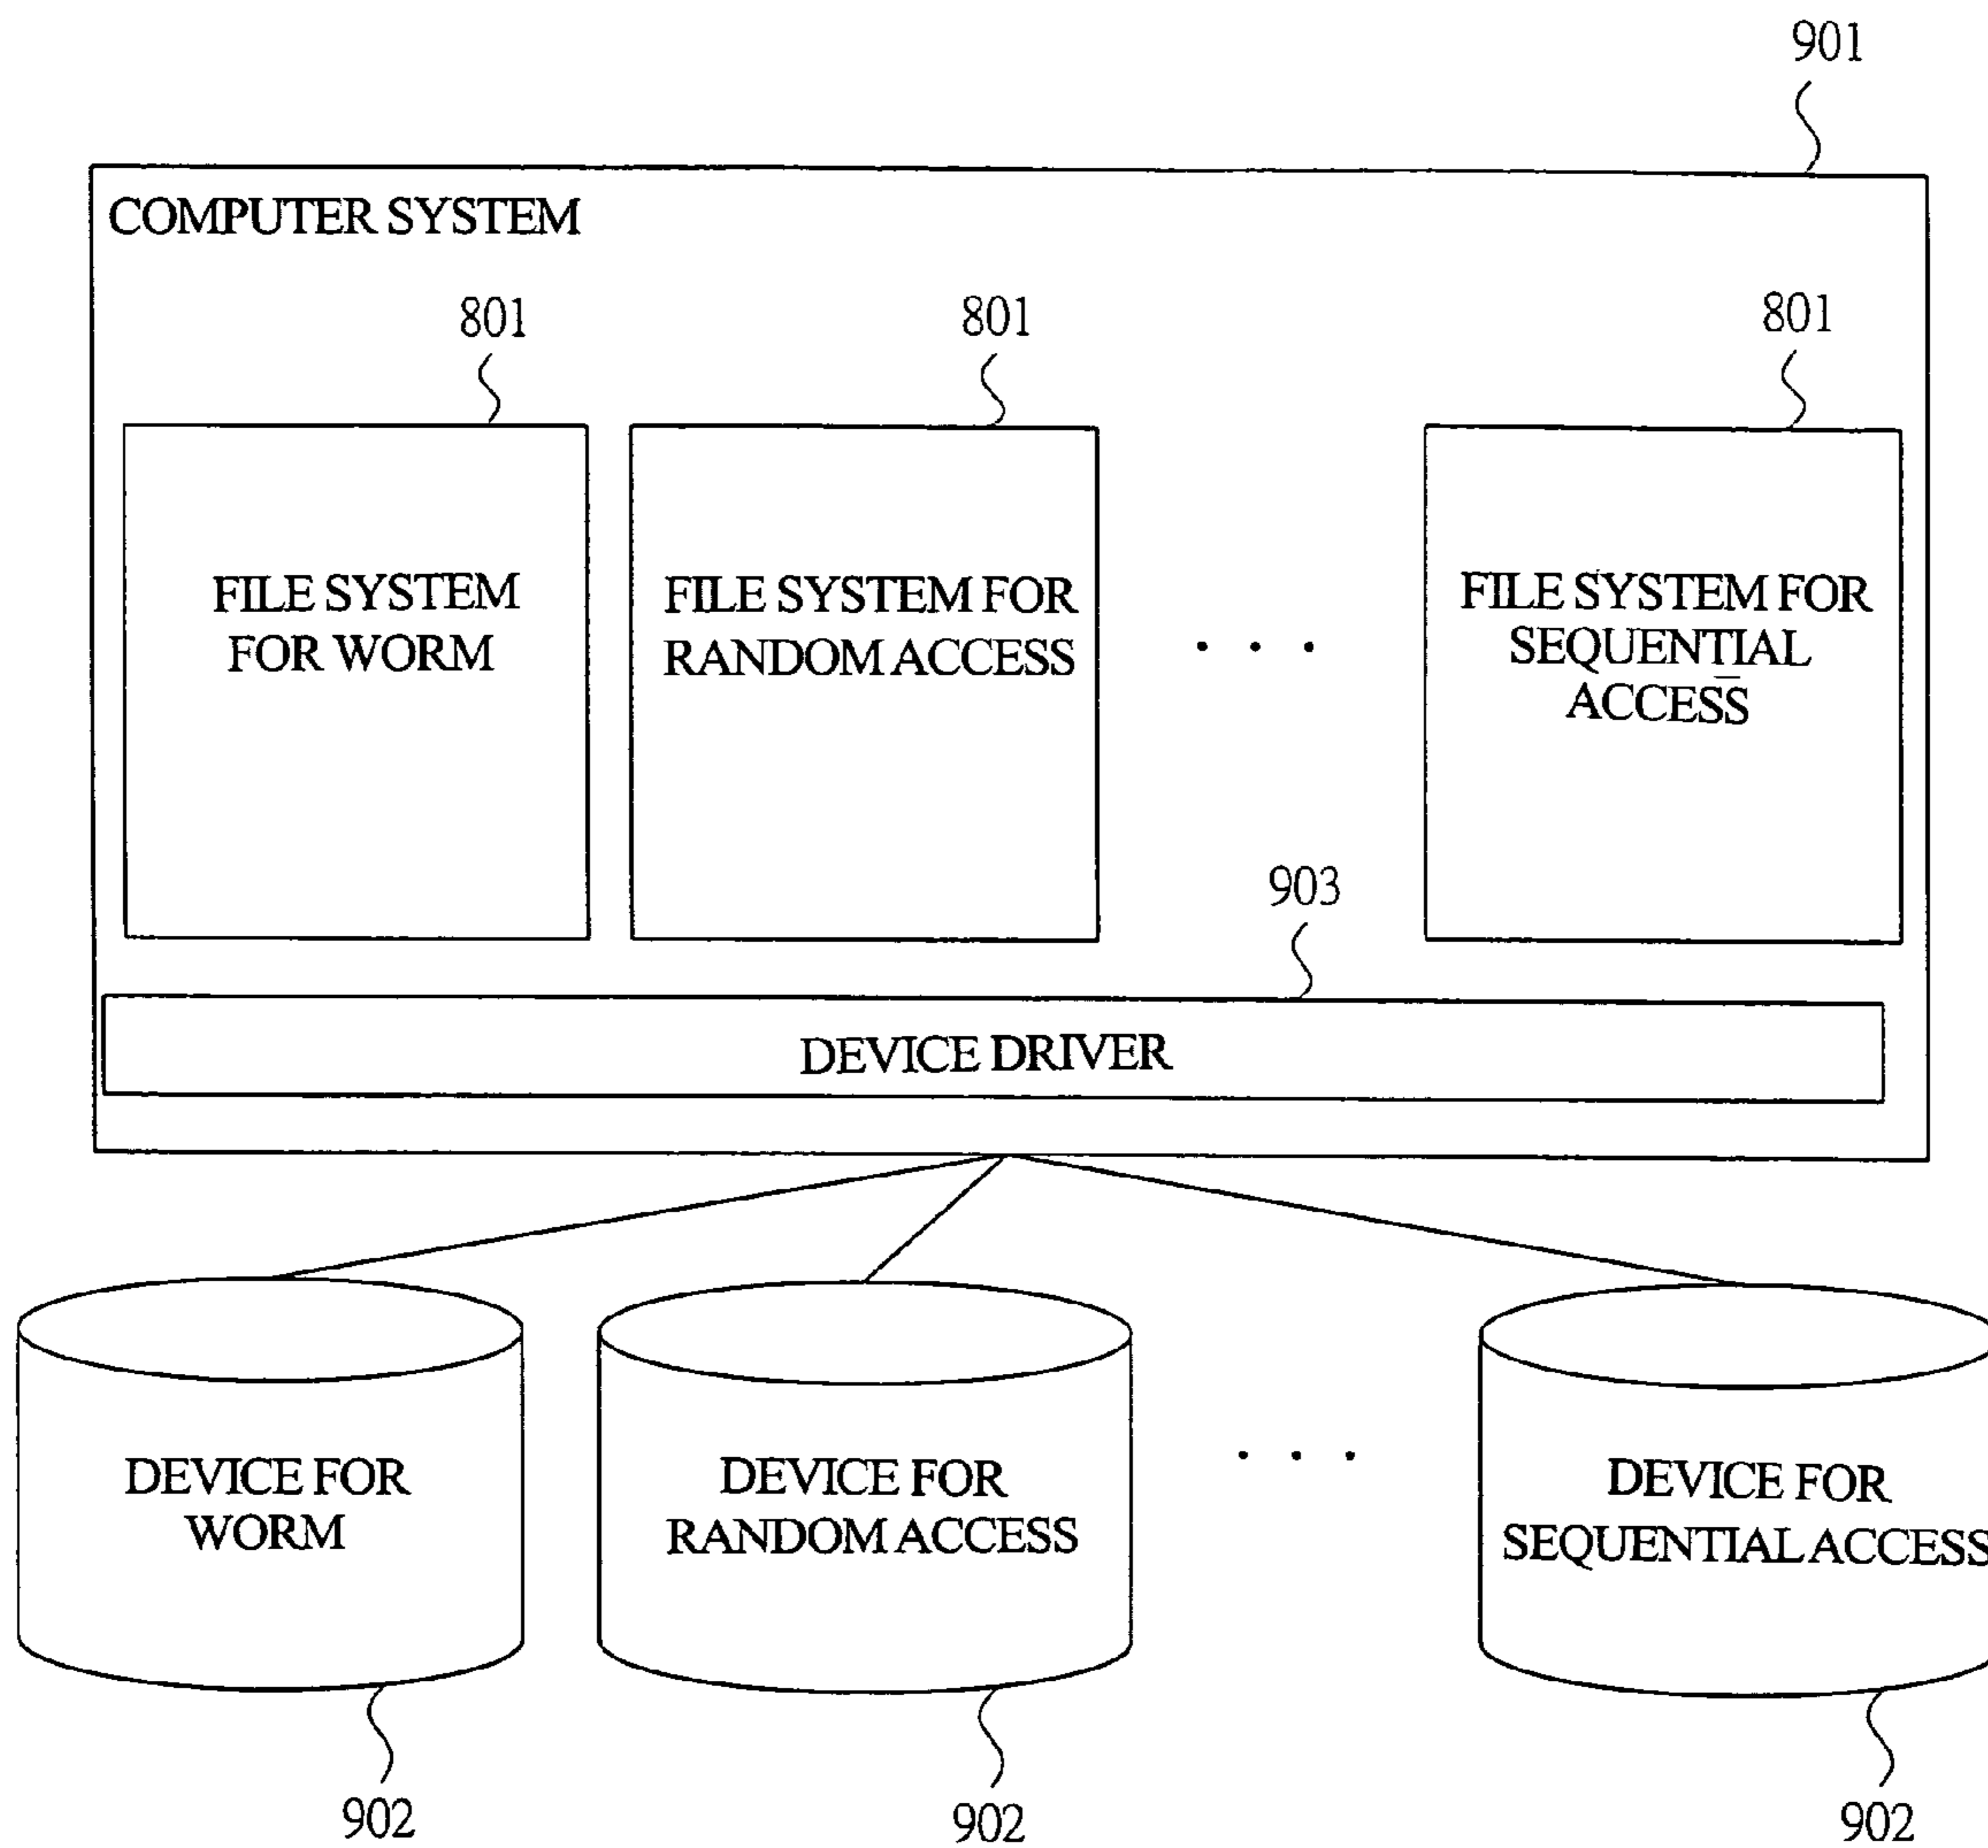 901
COMPUTER SYSTEM
801
801
801
FILE SYSTEM
FOR WORM
FILE SYSTEM FOR
RANDOM ACCESS
. . .
FILE SYSTEM FOR
SEQUENTIAL
ACCESS
903
DEVICE DRIVER
DEVICE FOR
WORM
DEVICE FOR
RANDOM ACCESS
. . .
DEVICE FOR
SEQUENTIAL ACCESS
902
902
902